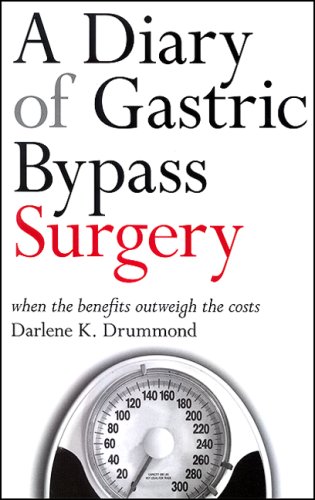 A Diary
of Gastric
Bypass
Surgery
when the benefits outweigh the costs
Darlene K. Drummond
20
40
60
80
100
120
140
160
180
200
220
240
260
280
300